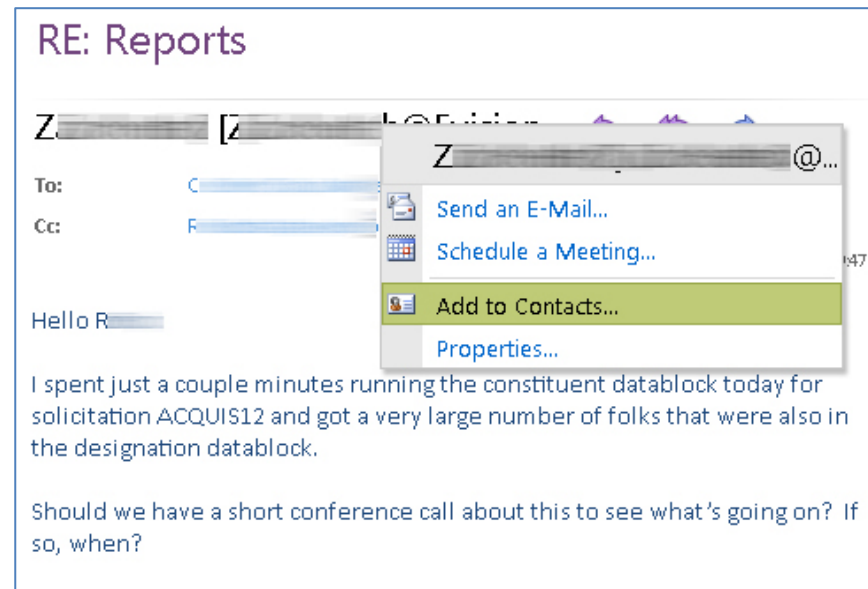 RE: Reports
Z [Z
Z @...
To: C
Send an E-Mail...
Cc: R
Schedule a Meeting...
:47
Add to Contacts...
Hello R
Properties...
I spent just a couple minutes running the constituent datablock today for
solicitation ACQUIS12 and got a very large number of folks that were also in
the designation datablock.
Should we have a short conference call about this to see what's going on? If
so, when?